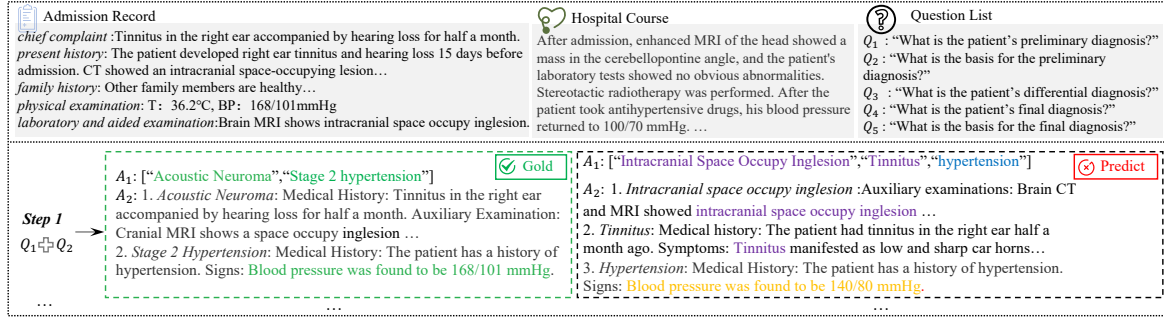 Admission Record
chief complaint :Tinnitus in the right ear accompanied by hearing loss for half a month.
present history: The patient developed right ear tinnitus and hearing loss 15 days before
admission. CT showed an intracranial space-occupying lesion…
family history: Other family members are healthy…
physical examination: T: 36.2℃, BP: 168/101mmHg
laboratory and aided examination:Brain MRI shows intracranial space occupy inglesion.
Hospital Course
After admission, enhanced MRI of the head showed a
mass in the cerebellopontine angle, and the patient's
laboratory tests showed no obvious abnormalities.
Stereotactic radiotherapy was performed. After the
patient took antihypertensive drugs, his blood pressure
returned to 100/70 mmHg. …
Question List
Q1 : “What is the patient’s preliminary diagnosis?”
Q2 : “What is the basis for the preliminary
diagnosis?”
Q3 : “What is the patient’s differential diagnosis?”
Q4 : “What is the patient’s final diagnosis?”
Q5 : “What is the basis for the final diagnosis?”
Step 1
Q1 Q2
…
Gold
A1: [“Acoustic Neuroma”,“Stage 2 hypertension”]
A2: 1. Acoustic Neuroma: Medical History: Tinnitus in the right ear
accompanied by hearing loss for half a month. Auxiliary Examination:
Cranial MRI shows a space occupy inglesion …
2. Stage 2 Hypertension: Medical History: The patient has a history of
hypertension. Signs: Blood pressure was found to be 168/101 mmHg.
…
Predict
A1: [“Intracranial Space Occupy Inglesion”,“Tinnitus”,“hypertension”]
A2: 1. Intracranial space occupy inglesion :Auxiliary examinations: Brain CT
and MRI showed intracranial space occupy inglesion …
2. Tinnitus: Medical history: The patient had tinnitus in the right ear half a
month ago. Symptoms: Tinnitus manifested as low and sharp car horns…
3. Hypertension: Medical History: The patient has a history of hypertension.
Signs: Blood pressure was found to be 140/80 mmHg.
…